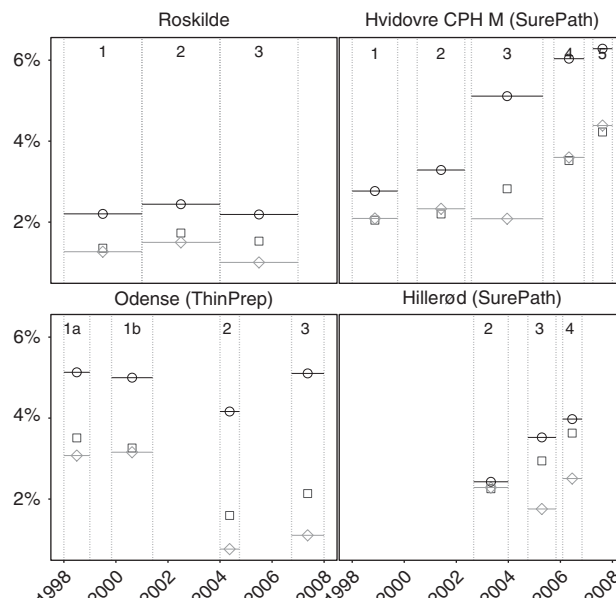 Roskilde
Hvidovre CPH M (SurePath)
1 2 3
1 2 3 4 5
6%
4%
2%
Odense (ThinPrep)
Hillerød (SurePath)
1a 1b 2 3
2 3 4
6%
4%
2%
1998 2000 2002 2004 2006 2008
1998 2000 2002 2004 2006 2008